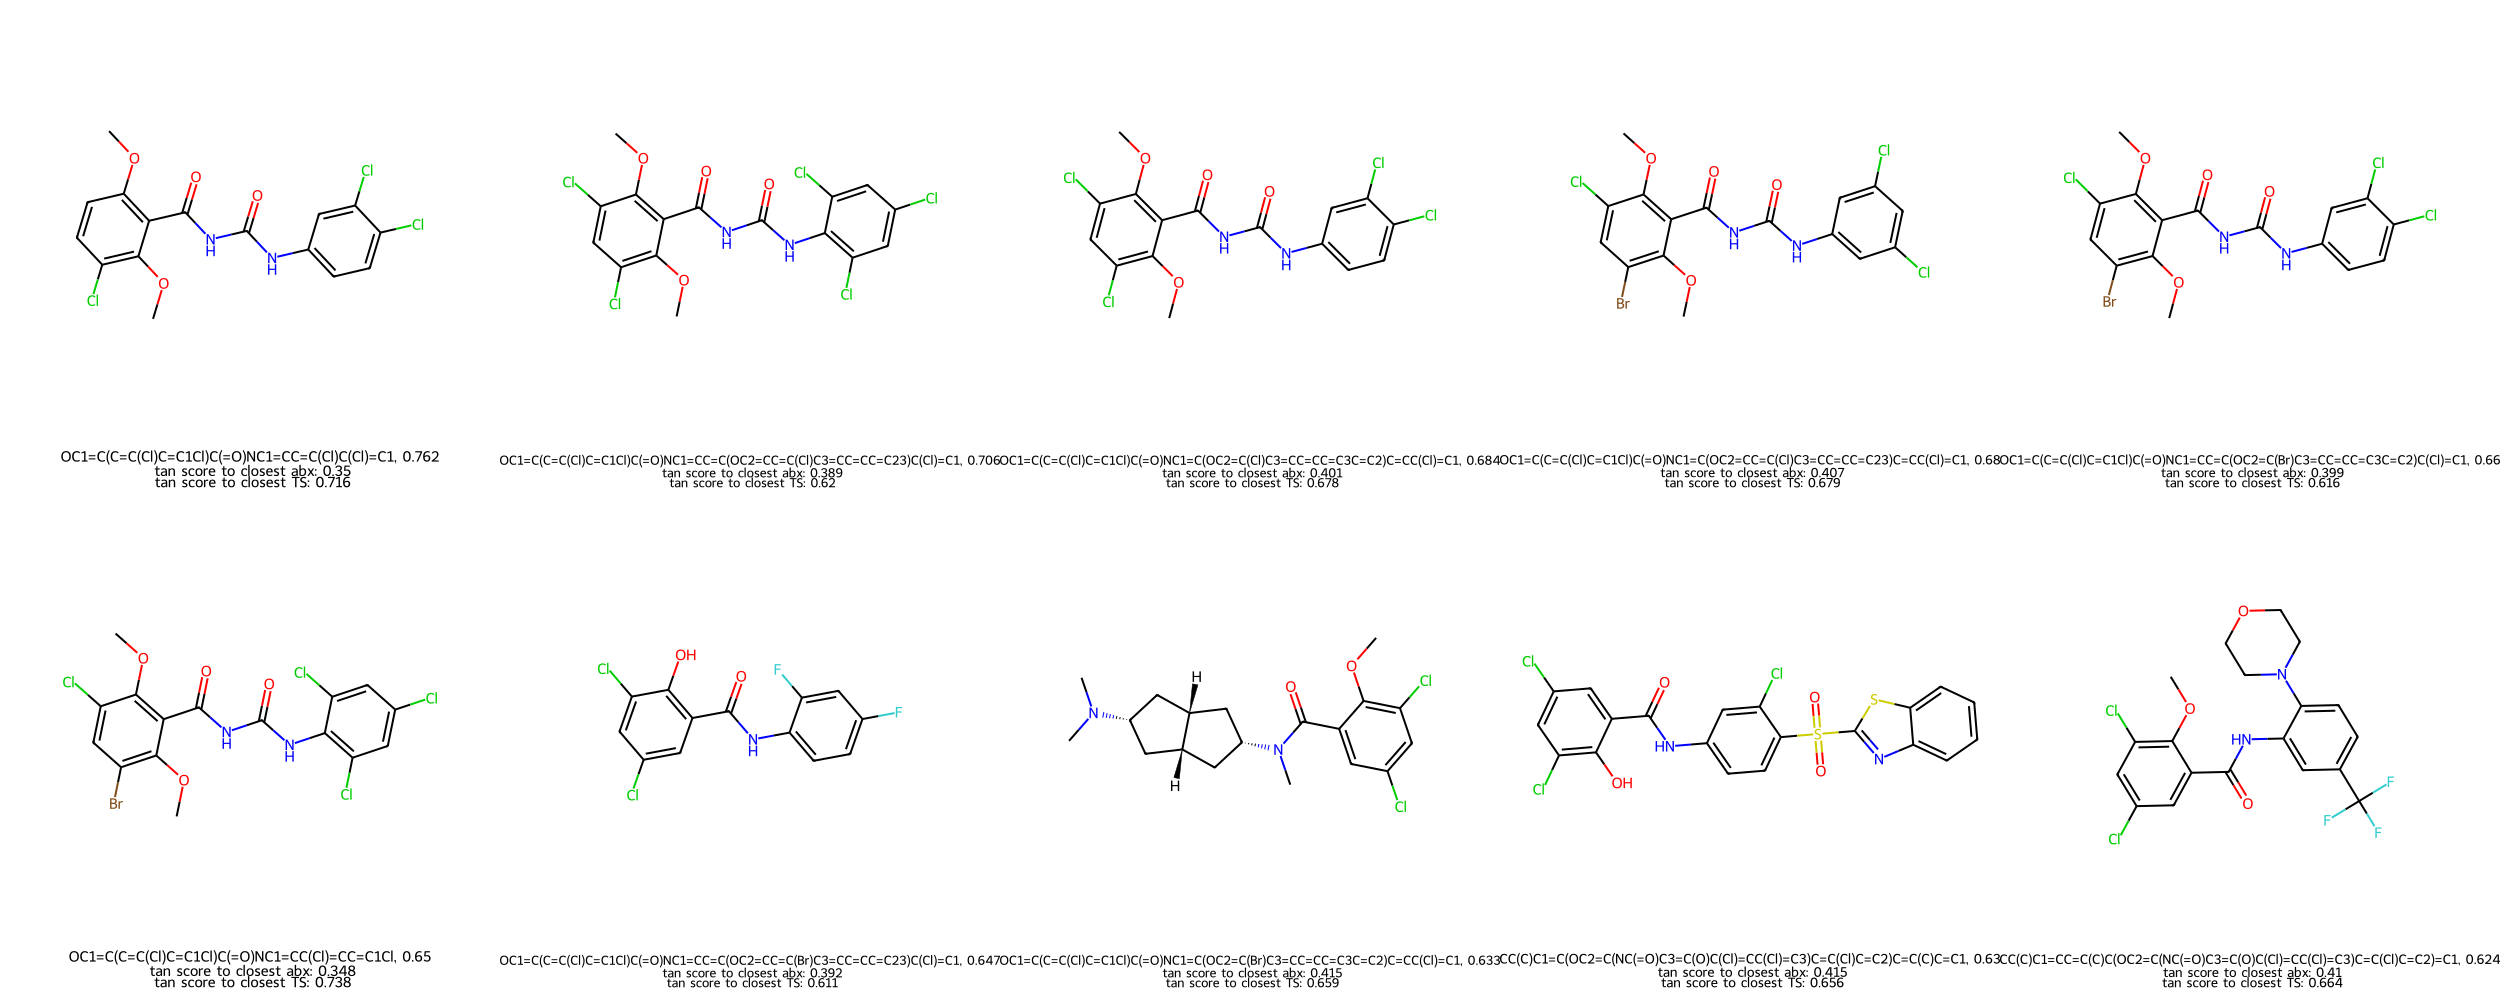 OC1=C(C=C(Cl)C=C1Cl)C(=O)NC1=CC=C(Cl)C(Cl)=C1, 0.762
tan score to closest abx: 0.35
tan score to closest TS: 0.716
OC1=C(C=C(Cl)C=C1Cl)C(=O)NC1=CC=C(OC2=CC=C(Cl)C3=CC=CC=C23)C(Cl)=C1, 0.706
tan score to closest abx: 0.389
tan score to closest TS: 0.62
OC1=C(C=C(Cl)C=C1Cl)C(=O)NC1=C(OC2=C(Cl)C3=CC=CC=C3C=C2)C=CC(Cl)=C1, 0.684
tan score to closest abx: 0.401
tan score to closest TS: 0.678
OC1=C(C=C(Cl)C=C1Cl)C(=O)NC1=C(OC2=CC=C(Cl)C3=CC=CC=C23)C=CC(Cl)=C1, 0.68
tan score to closest abx: 0.407
tan score to closest TS: 0.679
OC1=C(C=C(Cl)C=C1Cl)C(=O)NC1=CC=C(OC2=C(Br)C3=CC=CC=C3C=C2)C(Cl)=C1, 0.66
tan score to closest abx: 0.399
tan score to closest TS: 0.616
OC1=C(C=C(Cl)C=C1Cl)C(=O)NC1=CC(Cl)=CC=C1Cl, 0.65
tan score to closest abx: 0.348
tan score to closest TS: 0.738
OC1=C(C=C(Cl)C=C1Cl)C(=O)NC1=CC=C(OC2=CC=C(Br)C3=CC=CC=C23)C(Cl)=C1, 0.647
tan score to closest abx: 0.392
tan score to closest TS: 0.611
OC1=C(C=C(Cl)C=C1Cl)C(=O)NC1=C(OC2=C(Br)C3=CC=CC=C3C=C2)C=CC(Cl)=C1, 0.633
tan score to closest abx: 0.415
tan score to closest TS: 0.659
CC(C)C1=C(OC2=C(NC(=O)C3=C(O)C(Cl)=CC(Cl)=C3)C=C(Cl)C=C2)C=C(C)C=C1, 0.63
tan score to closest abx: 0.415
tan score to closest TS: 0.656
CC(C)C1=CC=C(C)C(OC2=C(NC(=O)C3=C(O)C(Cl)=CC(Cl)=C3)C=C(Cl)C=C2)=C1, 0.624
tan score to closest abx: 0.41
tan score to closest TS: 0.664